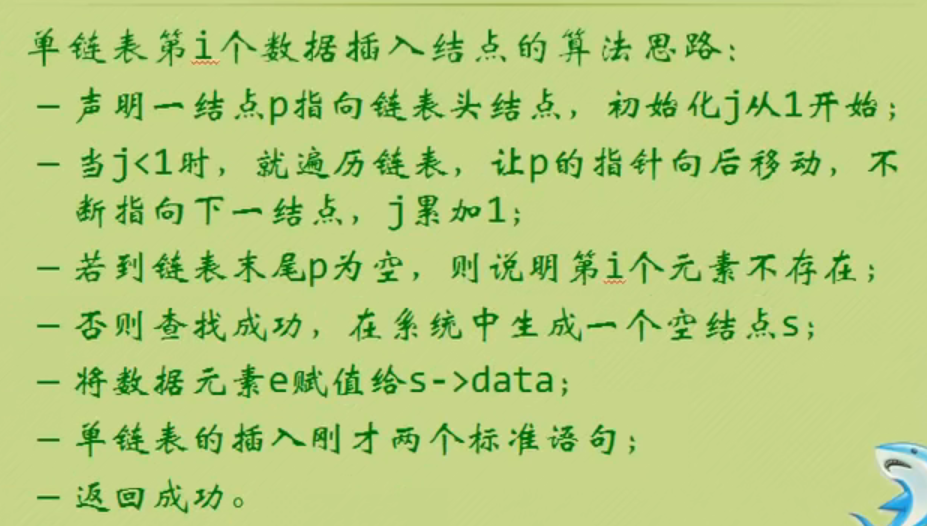 单链表第i个数据插入结点的算法思路：
– 声明一结点p指向链表头结点，初始化j从1开始；
– 当j<1时，就遍历链表，让p的指针向后移动，不
断指向下一结点，j累加1；
– 若到链表末尾p为空，则说明第i个元素不存在；
– 否则查找成功，在系统中生成一个空结点s；
– 将数据元素e赋值给s->data；
– 单链表的插入刚才两个标准语句；
– 返回成功。